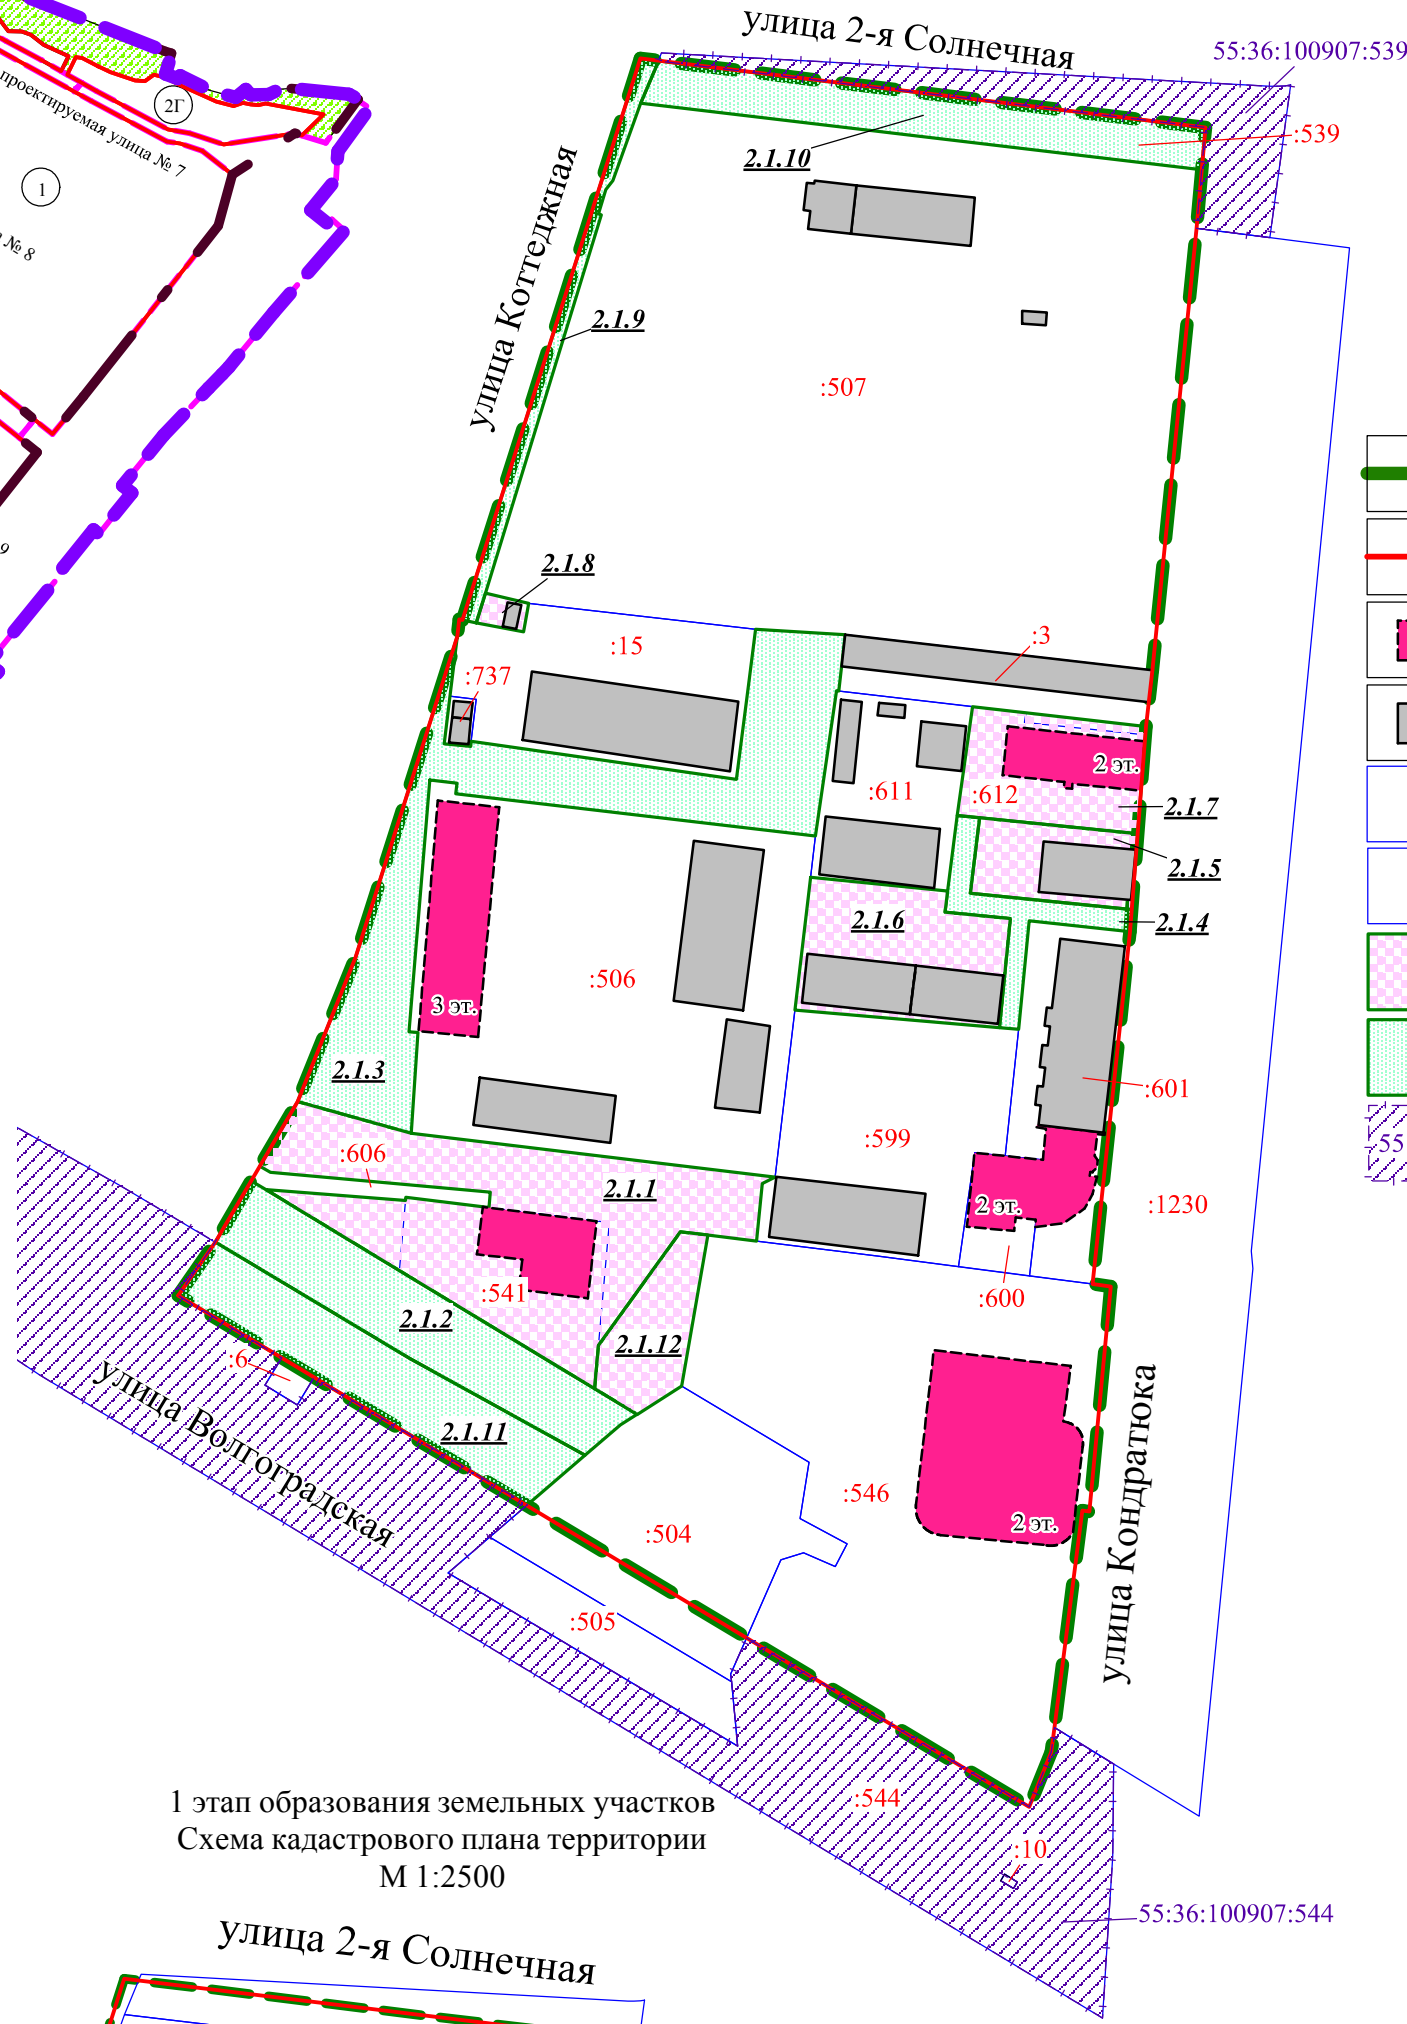 улица 2-я Солнечная
55:36:100907:539
2Г
проектируемая улица № 7
1
№ 8
9
:539
2.1.10
улица Коттеджная
2.1.9
:507
2.1.8
:15
:3
:737
2 эт.
:611
:612
2.1.7
2.1.5
2.1.6
2.1.4
:506
3 эт.
2.1.3
:601
:599
:606
2.1.1
2 эт.
:1230
:541
:600
2.1.2
2.1.12
:6
улица Волгоградская
2.1.11
улица Кондратюка
:546
2 эт.
:504
:505
55
:544
1 этап образования земельных участков
Схема кадастрового плана территории
М 1:2500
:10
55:36:100907:544
улица 2-я Солнечная